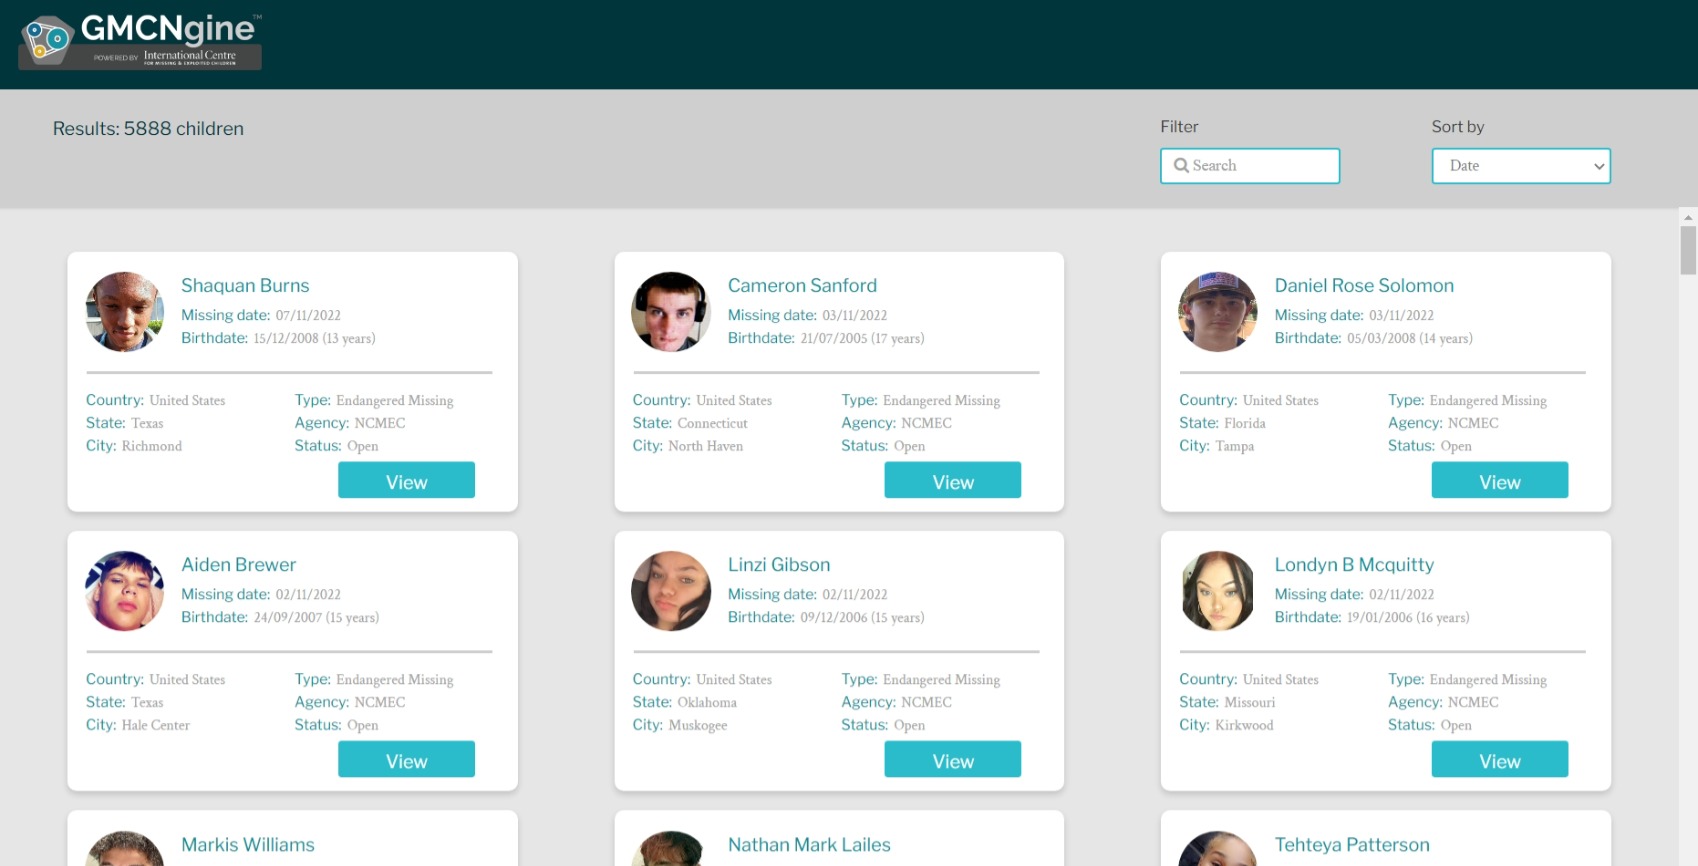 GMCNgine™
POWERED BY International Centre
FOR MISSING & EXPLOITED CHILDREN
Results: 5888 children
Filter
Search
Sort by
Date
Shaquan Burns
Missing date: 07/11/2022
Birthdate: 15/12/2008 (13 years)
Country: United States
State: Texas
City: Richmond
Type: Endangered Missing
Agency: NCMEC
Status: Open
View
Cameron Sanford
Missing date: 03/11/2022
Birthdate: 21/07/2005 (17 years)
Country: United States
State: Connecticut
City: North Haven
Type: Endangered Missing
Agency: NCMEC
Status: Open
View
Daniel Rose Solomon
Missing date: 03/11/2022
Birthdate: 05/03/2008 (14 years)
Country: United States
State: Florida
City: Tampa
Type: Endangered Missing
Agency: NCMEC
Status: Open
View
Aiden Brewer
Missing date: 02/11/2022
Birthdate: 24/09/2007 (15 years)
Country: United States
State: Texas
City: Hale Center
Type: Endangered Missing
Agency: NCMEC
Status: Open
View
Linzi Gibson
Missing date: 02/11/2022
Birthdate: 09/12/2006 (15 years)
Country: United States
State: Oklahoma
City: Muskogee
Type: Endangered Missing
Agency: NCMEC
Status: Open
View
Londyn B Mcquitty
Missing date: 02/11/2022
Birthdate: 19/01/2006 (16 years)
Country: United States
State: Missouri
City: Kirkwood
Type: Endangered Missing
Agency: NCMEC
Status: Open
View
Markis Williams
Nathan Mark Lailes
Tehteya Patterson